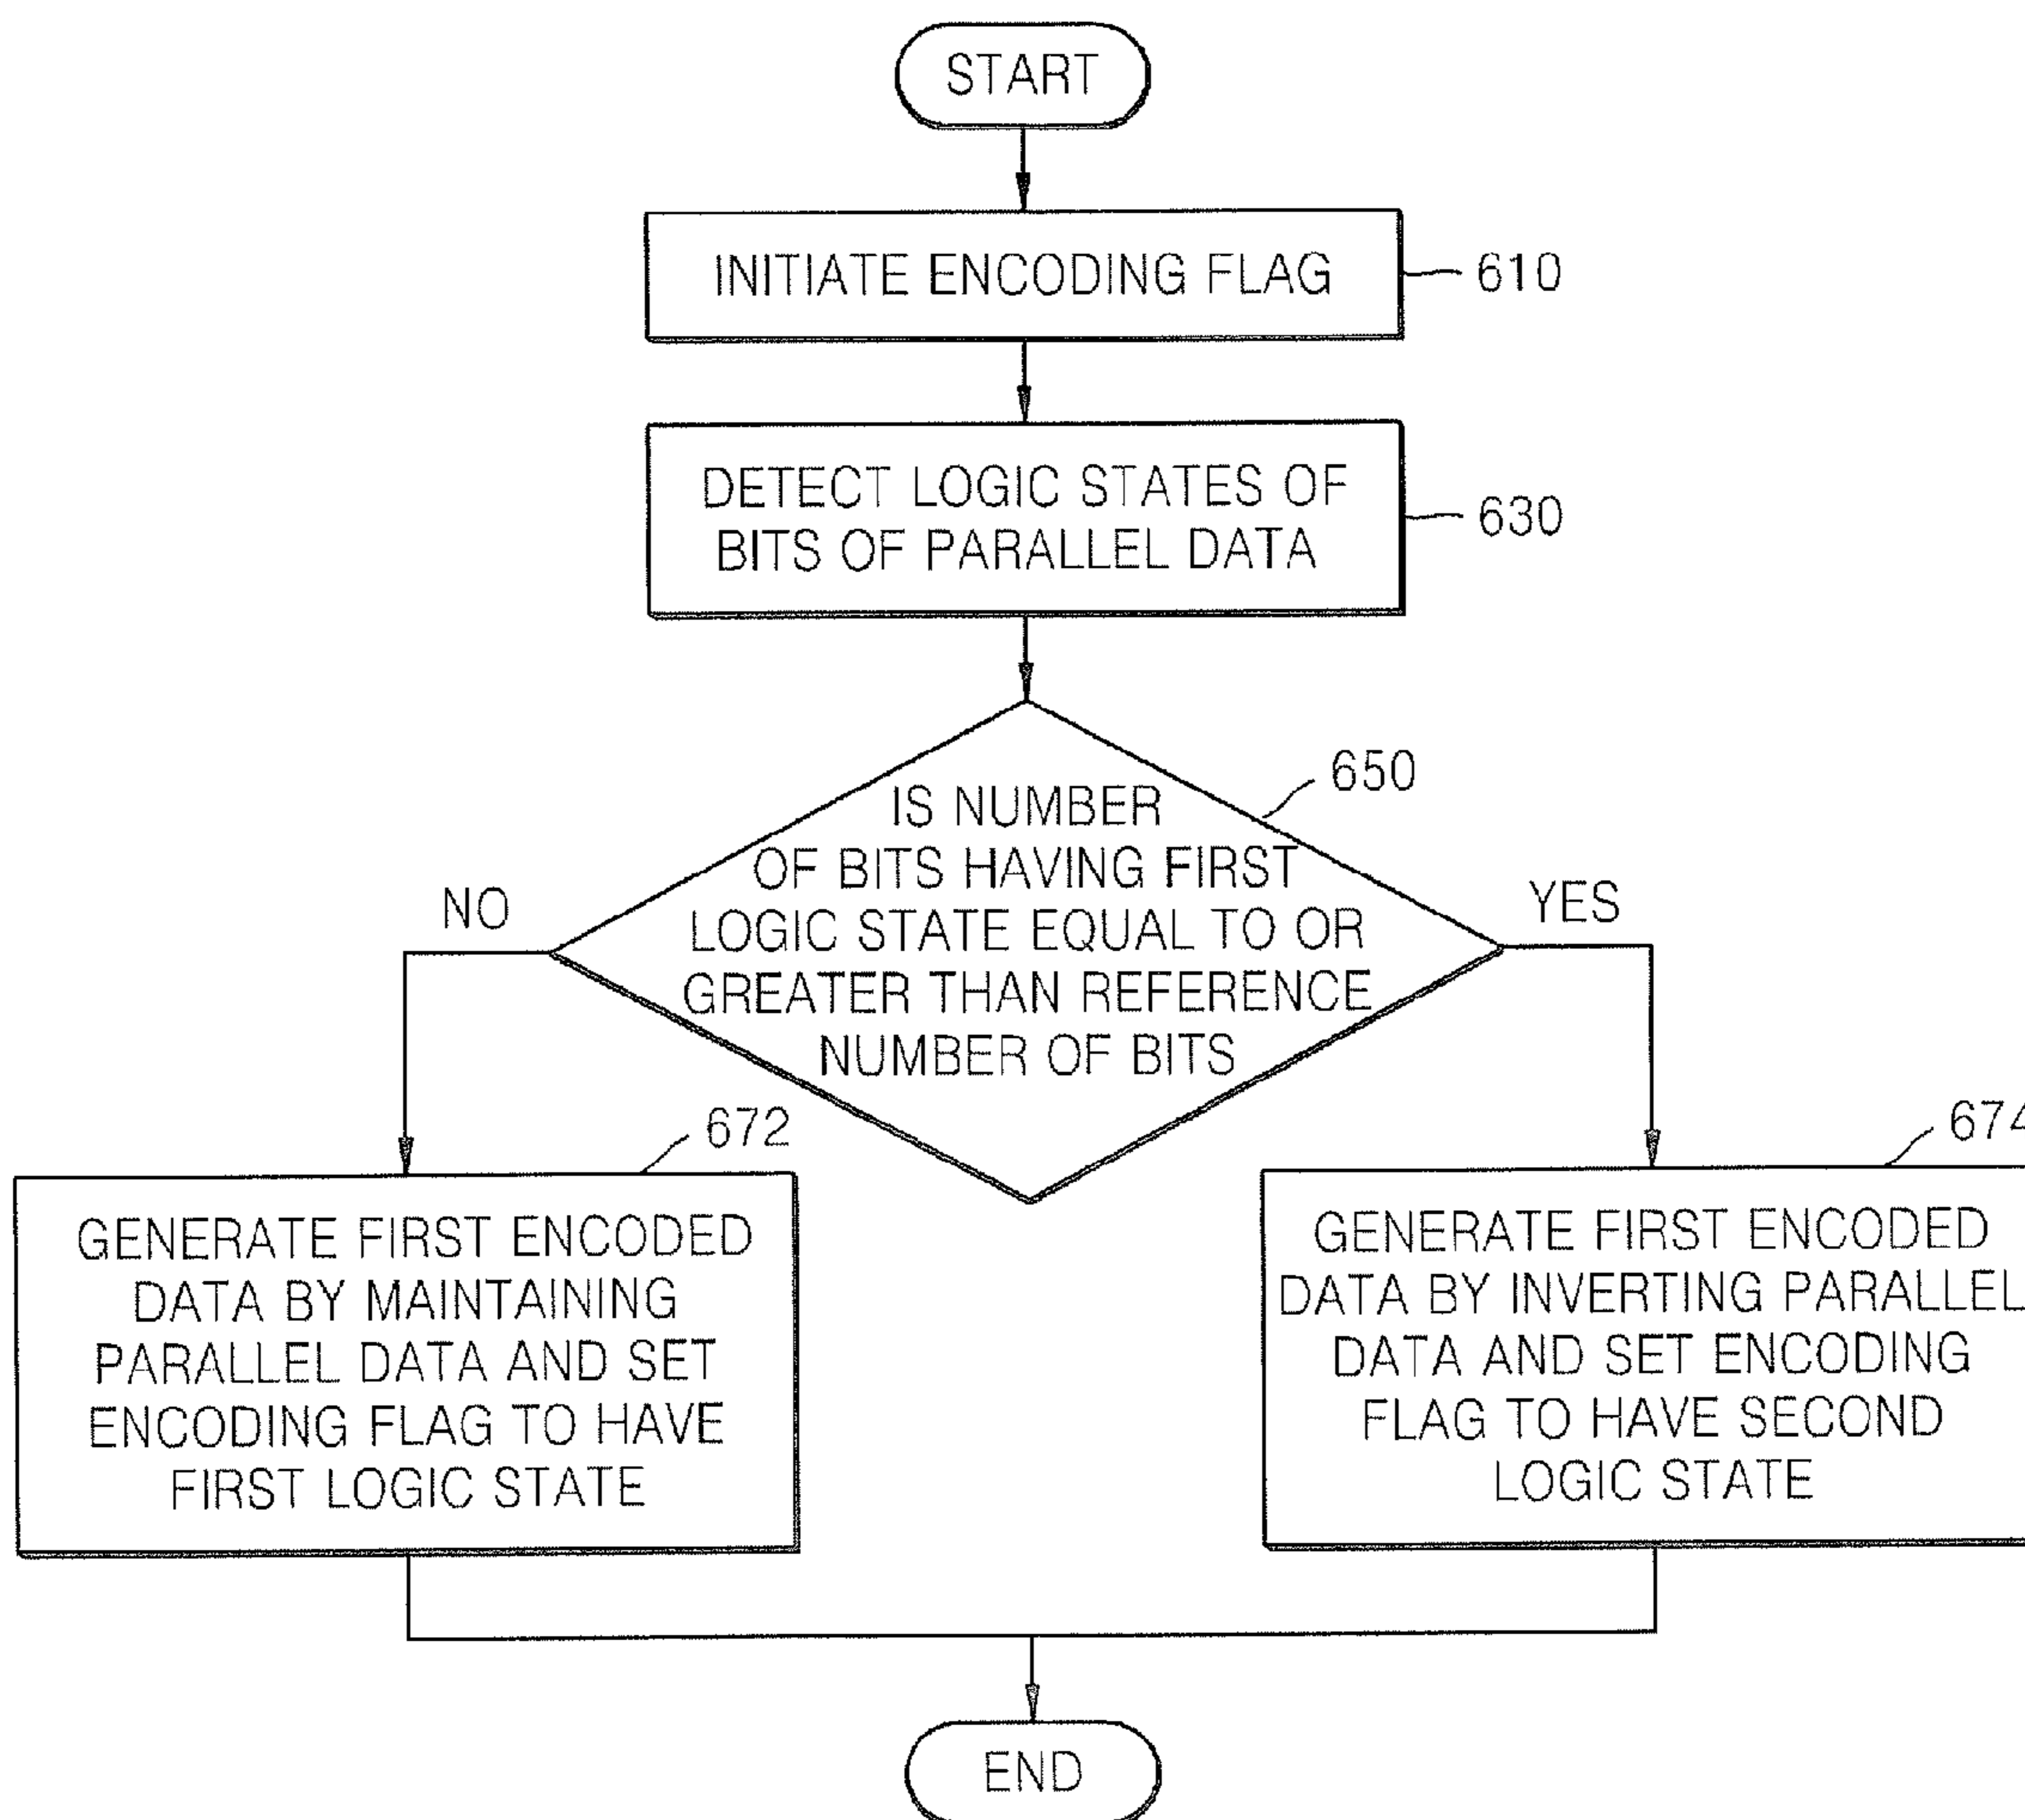 START
INITIATE ENCODING FLAG
610
DETECT LOGIC STATES OF
BITS OF PARALLEL DATA
630
650
IS NUMBER
OF BITS HAVING FIRST
LOGIC STATE EQUAL TO OR
GREATER THAN REFERENCE
NUMBER OF BITS
NO
YES
672
GENERATE FIRST ENCODED
DATA BY MAINTAINING
PARALLEL DATA AND SET
ENCODING FLAG TO HAVE
FIRST LOGIC STATE
674
GENERATE FIRST ENCODED
DATA BY INVERTING PARALLEL
DATA AND SET ENCODING
FLAG TO HAVE SECOND
LOGIC STATE
END